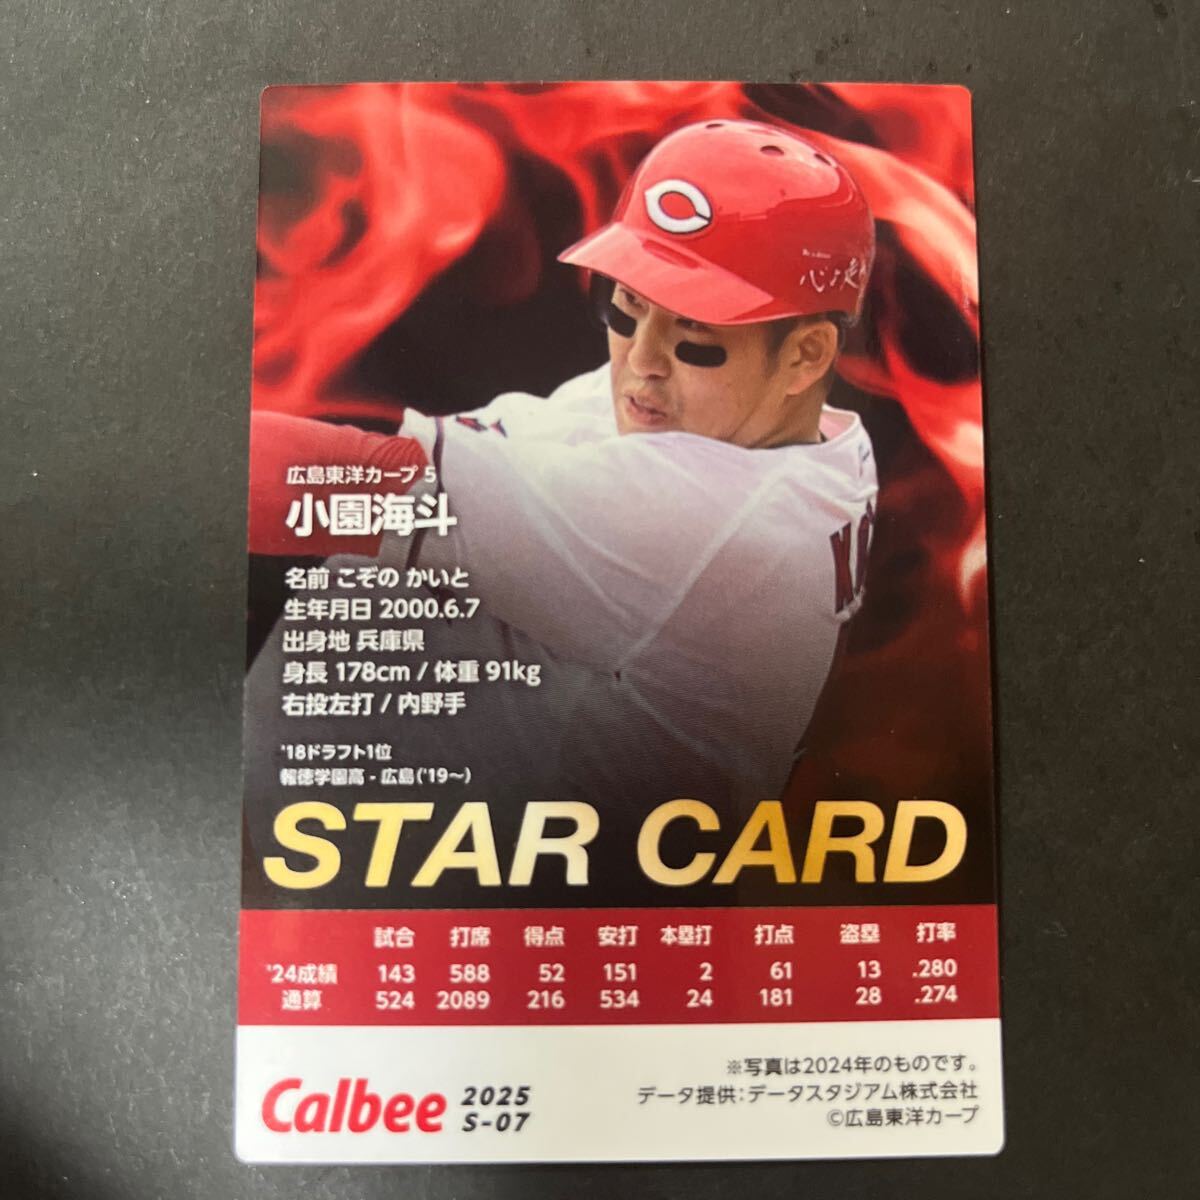 心は走
広島東洋カープ 5
小園海斗
名前 こぞの かいと
生年月日 2000.6.7
出身地 兵庫県
身長 178cm / 体重 91kg
右投左打 / 内野手
'18ドラフト1位
報徳学園高 - 広島('19〜)
STAR CARD
試合 打席 得点 安打 本塁打 打点 盗塁 打率
'24成績 143 588 52 151 2 61 13 .280
通算 524 2089 216 534 24 181 28 .274
Calbee 2025
S-07
※写真は2024年のものです。
データ提供:データスタジアム株式会社
©広島東洋カープ